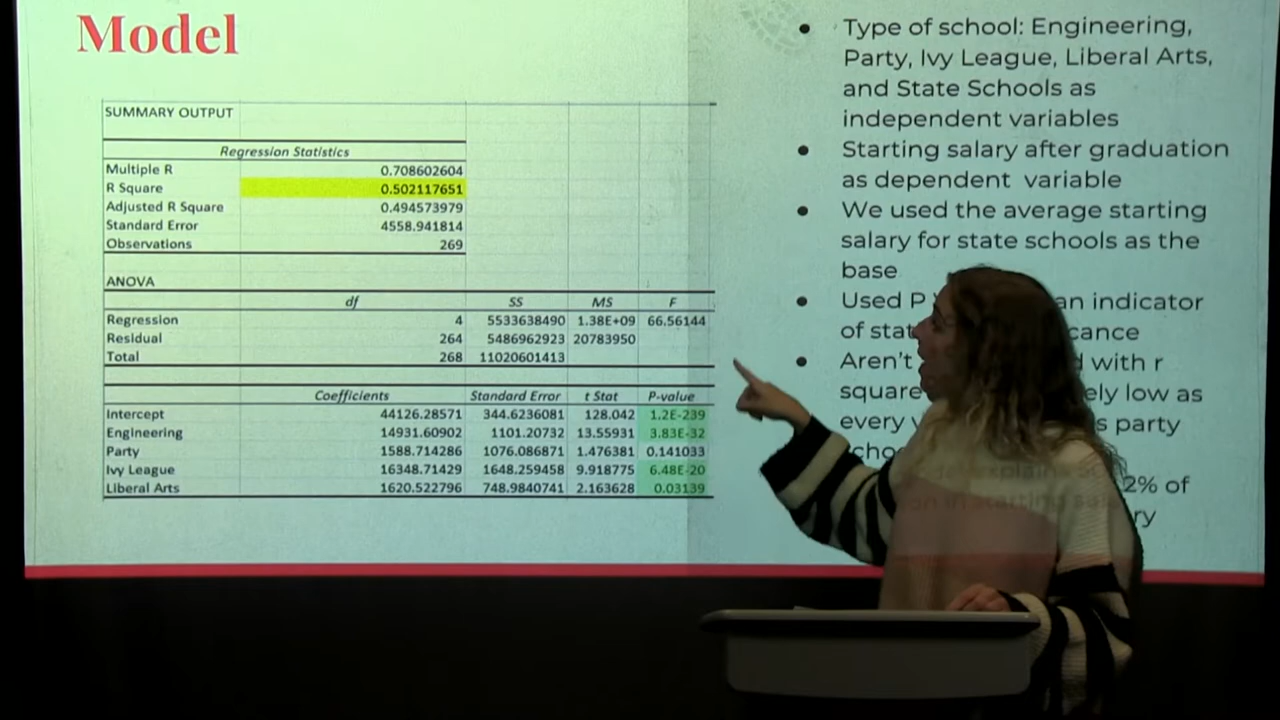 Model
SUMMARY OUTPUT
Regression Statistics
Multiple R 0.708602604
R Square 0.502117651
Adjusted R Square 0.494573979
Standard Error 4558.941814
Observations 269
ANOVA
df SS MS F
Regression 4 5533638490 1.38E+09 66.56144
Residual 264 5486962923 20783950
Total 268 11020601413
Coefficients Standard Error t Stat P-value
Intercept 44126.28571 344.6236081 128.042 1.2E-239
Engineering 14931.60902 1101.20732 13.55931 3.83E-32
Party 1588.714286 1076.086871 1.476381 0.141033
Ivy League 16348.71429 1648.259458 9.918775 6.48E-20
Liberal Arts 1620.522796 748.9840741 2.163628 0.03139
• Type of school: Engineering,
Party, Ivy League, Liberal Arts,
and State Schools as
independent variables
• Starting salary after graduation
as dependent variable
• We used the average starting
salary for state schools as the
base
• Used P an indicator
of
• Aren't with r
square low as
every party
2% of